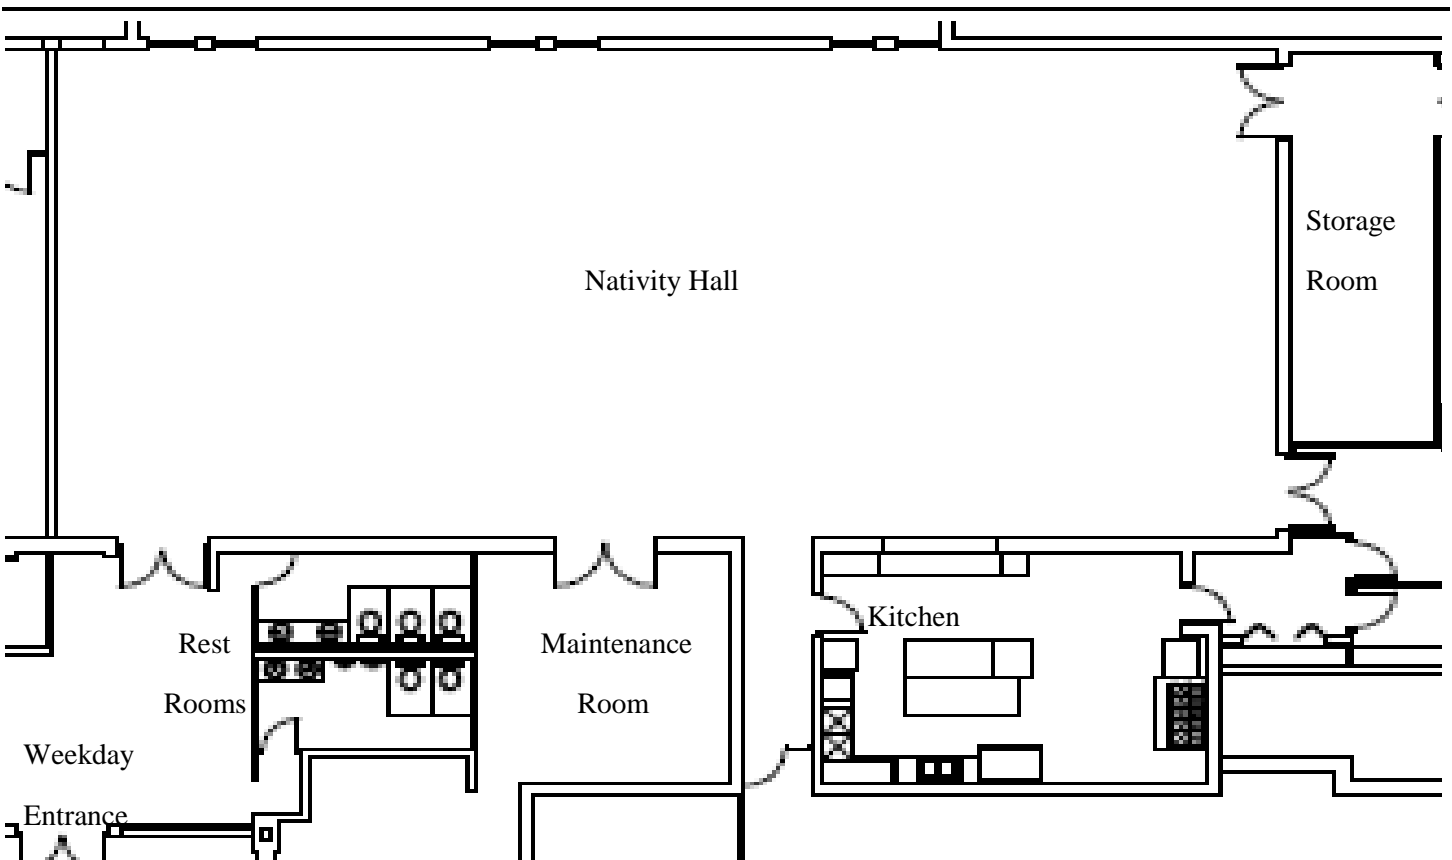 Storage
Room
Nativity Hall
Kitchen
Rest
Rooms
Maintenance
Room
Weekday
Entrance